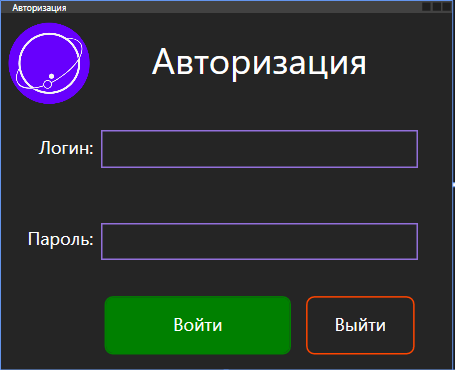 Авторизация
Авторизация
Логин:
Пароль:
Войти
Выйти